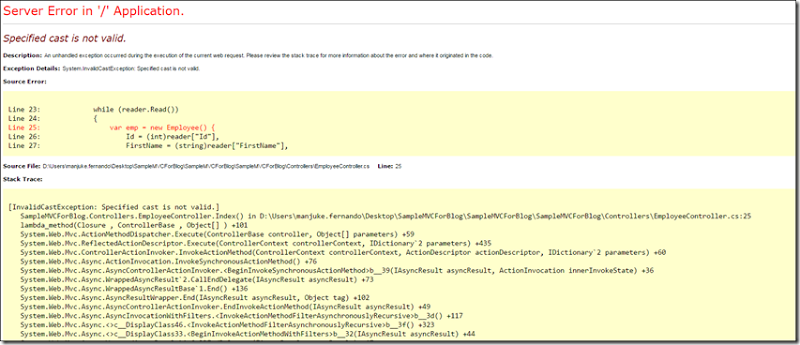 Server Error in '/' Application.
Specified cast is not valid.
Description: An unhandled exception occurred during the execution of the current web request. Please review the stack trace for more information about the error and where it originated in the code.
Exception Details: System.InvalidCastException: Specified cast is not valid.
Source Error:
Line 23:             while (reader.Read())
Line 24:             {
Line 25:                 var emp = new Employee() {
Line 26:                     Id = (int)reader["Id"],
Line 27:                     FirstName = (string)reader["FirstName"],
Source File: D:\Users\manjuke.fernando\Desktop\SampleMVCForBlog\SampleMVCForBlog\SampleMVCForBlog\Controllers\EmployeeController.cs    Line: 25
Stack Trace:
[InvalidCastException: Specified cast is not valid.]
SampleMVCForBlog.Controllers.EmployeeController.Index() in D:\Users\manjuke.fernando\Desktop\SampleMVCForBlog\SampleMVCForBlog\SampleMVCForBlog\Controllers\EmployeeController.cs:25
lambda_method(Closure , ControllerBase , Object[] ) +101
System.Web.Mvc.ActionMethodDispatcher.Execute(ControllerBase controller, Object[] parameters) +59
System.Web.Mvc.ReflectedActionDescriptor.Execute(ControllerContext controllerContext, IDictionary`2 parameters) +435
System.Web.Mvc.ControllerActionInvoker.InvokeActionMethod(ControllerContext controllerContext, ActionDescriptor actionDescriptor, IDictionary`2 parameters) +60
System.Web.Mvc.Async.ActionInvocation.InvokeSynchronousActionMethod() +76
System.Web.Mvc.Async.AsyncControllerActionInvoker.<BeginInvokeSynchronousActionMethod>b__39(IAsyncResult asyncResult, ActionInvocation innerInvokeState) +36
System.Web.Mvc.Async.WrappedAsyncResult`2.CallEndDelegate(IAsyncResult asyncResult) +73
System.Web.Mvc.Async.WrappedAsyncResultBase`1.End() +136
System.Web.Mvc.Async.AsyncResultWrapper.End(IAsyncResult asyncResult, Object tag) +102
System.Web.Mvc.Async.AsyncControllerActionInvoker.EndInvokeActionMethod(IAsyncResult asyncResult) +49
System.Web.Mvc.Async.AsyncInvocationWithFilters.<InvokeActionMethodFilterAsynchronouslyRecursive>b__3d() +117
System.Web.Mvc.Async.<>c__DisplayClass46.<InvokeActionMethodFilterAsynchronouslyRecursive>b__3f() +323
System.Web.Mvc.Async.<>c__DisplayClass33.<BeginInvokeActionMethodWithFilters>b__32(IAsyncResult asyncResult) +44